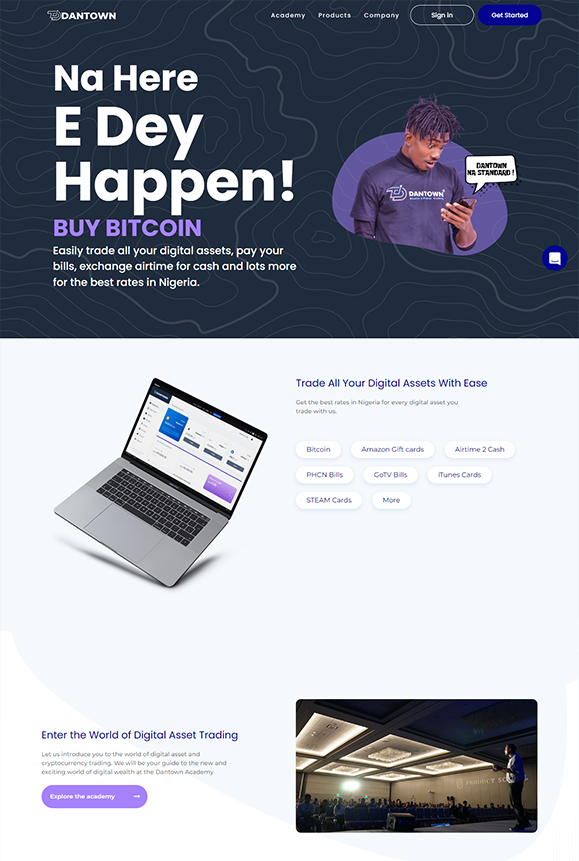 DANTOWN
Academy
Products
Company
Sign In
Get Started
Na Here
E Dey
Happen!
BUY BITCOIN
Easily trade all your digital assets, pay your
bills, exchange airtime for cash and lots more
for the best rates in Nigeria.
DANTOWN
DANTOWN
NA STANDARD !
Trade All Your Digital Assets With Ease
Get the best rates in Nigeria for every digital asset you
trade with us.
Bitcoin
Amazon Gift cards
Airtime 2 Cash
PHCN Bills
GoTV Bills
iTunes Cards
STEAM Cards
More
Enter the World of Digital Asset Trading
Let us introduce you to the world of digital asset and
cryptocurrency trading. We will be your guide to the new and
exciting world of digital wealth at the Dantown Academy
Explore the academy
PRODUCT